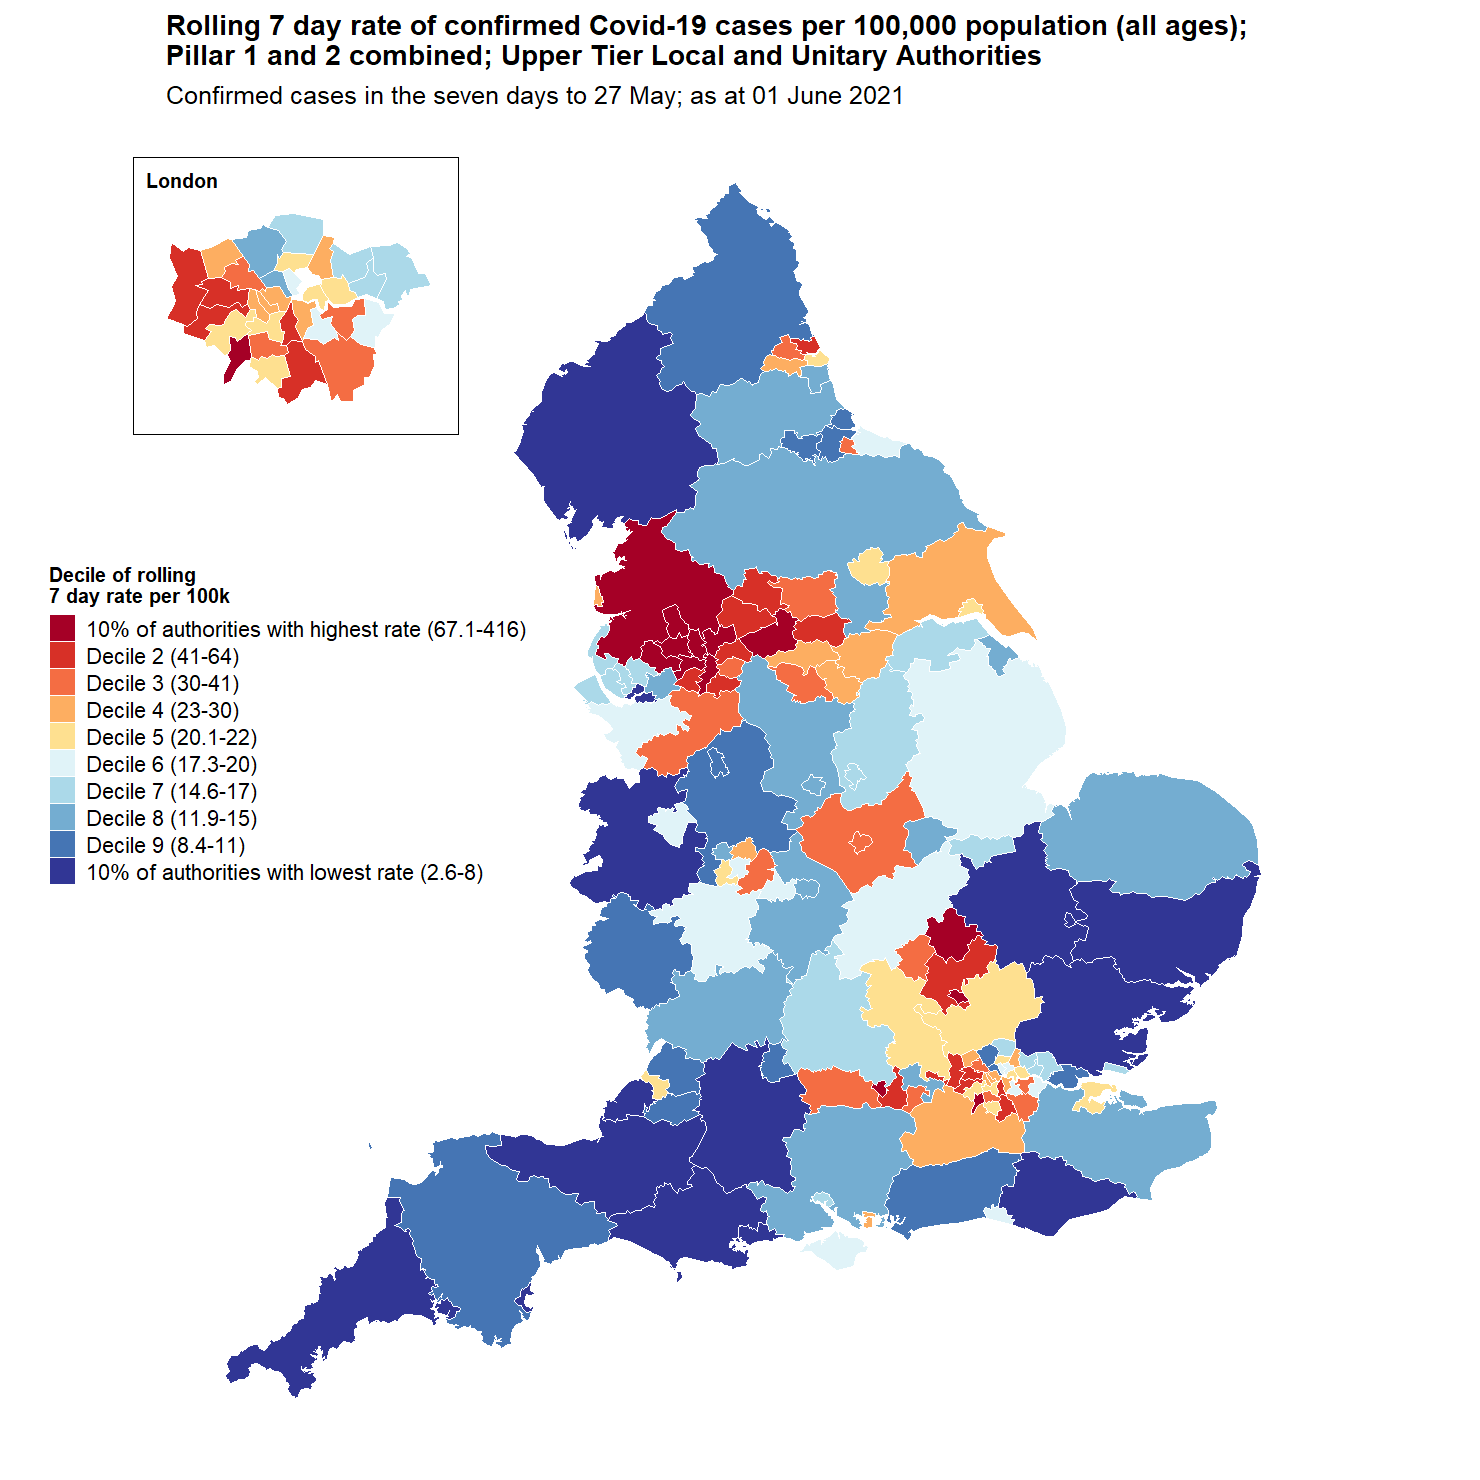 Rolling 7 day rate of confirmed Covid-19 cases per 100,000 population (all ages);
Pillar 1 and 2 combined; Upper Tier Local and Unitary Authorities
Confirmed cases in the seven days to 27 May; as at 01 June 2021
London
Decile of rolling
7 day rate per 100k
10% of authorities with highest rate (67.1-416)
Decile 2 (41-64)
Decile 3 (30-41)
Decile 4 (23-30)
Decile 5 (20.1-22)
Decile 6 (17.3-20)
Decile 7 (14.6-17)
Decile 8 (11.9-15)
Decile 9 (8.4-11)
10% of authorities with lowest rate (2.6-8)